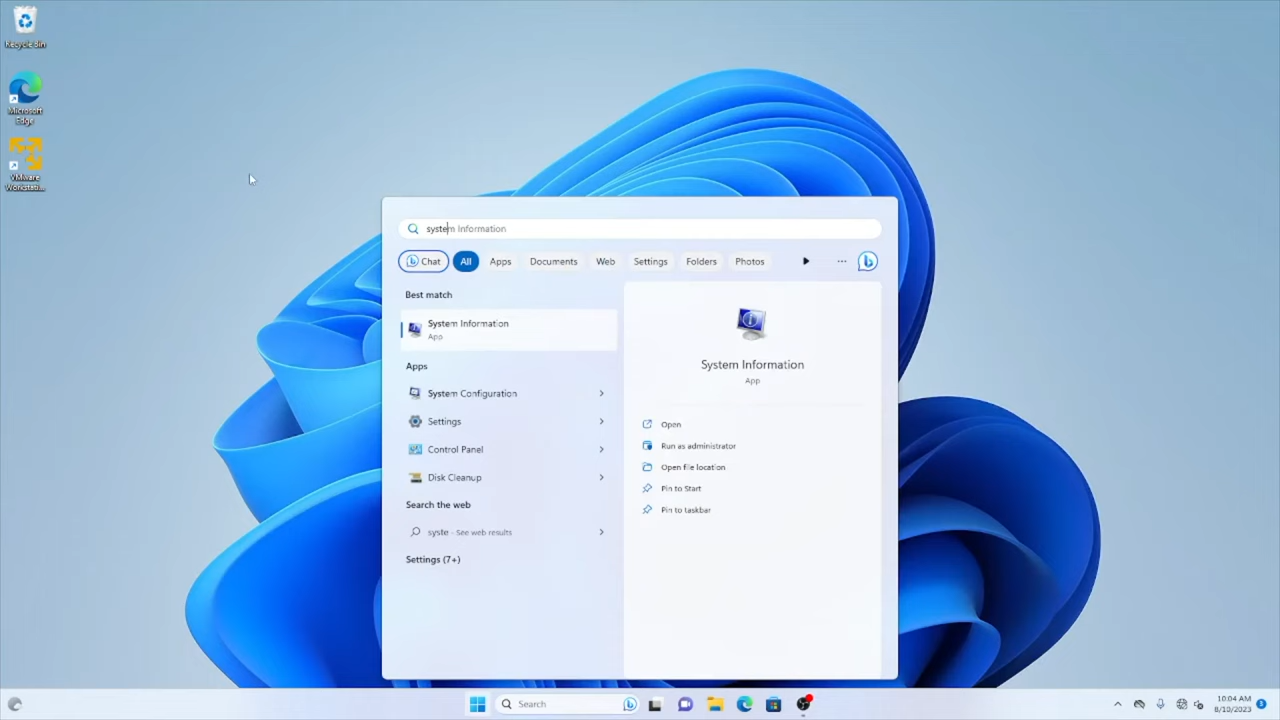 Recycle Bin
Microsoft
Edge
VMware
Workstati...
system Information
Chat
All
Apps
Documents
Web
Settings
Folders
Photos
...
Best match
System Information
App
Apps
System Configuration
Settings
Control Panel
Disk Cleanup
Search the web
syste - See web results
Settings (7+)
System Information
App
Open
Run as administrator
Open file location
Pin to Start
Pin to taskbar
Search
10:04 AM
8/10/2023
3